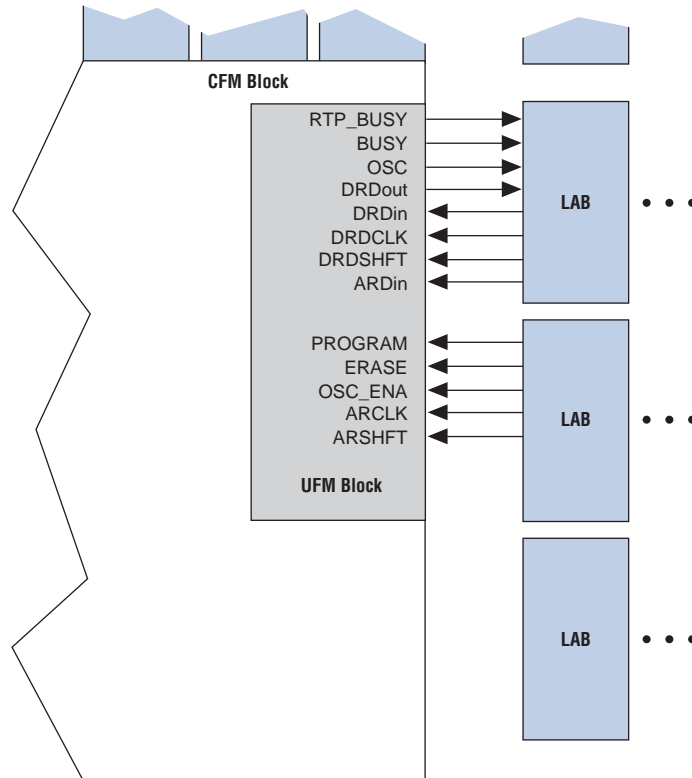 CFM Block
RTP_BUSY
BUSY
OSC
DRDout
DRDin
DRDCLK
DRDSHFT
ARDin
PROGRAM
ERASE
OSC_ENA
ARCLK
ARSHFT
UFM Block
LAB
LAB
LAB